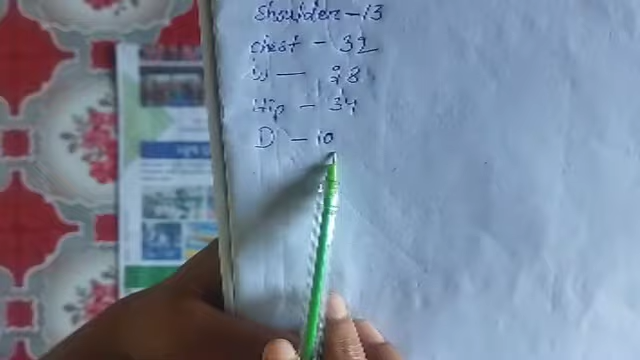 Shoulder - 13
chest - 32
W - 28
Hip - 34
D - 10